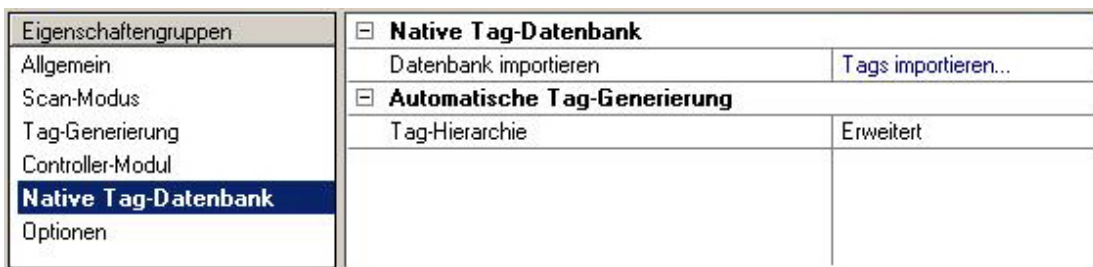 Eigenschaftengruppen
Allgemein
Scan-Modus
Tag-Generierung
Controller-Modul
Native Tag-Datenbank
Optionen
Native Tag-Datenbank
Datenbank importieren Tags importieren...
Automatische Tag-Generierung
Tag-Hierarchie Erweitert